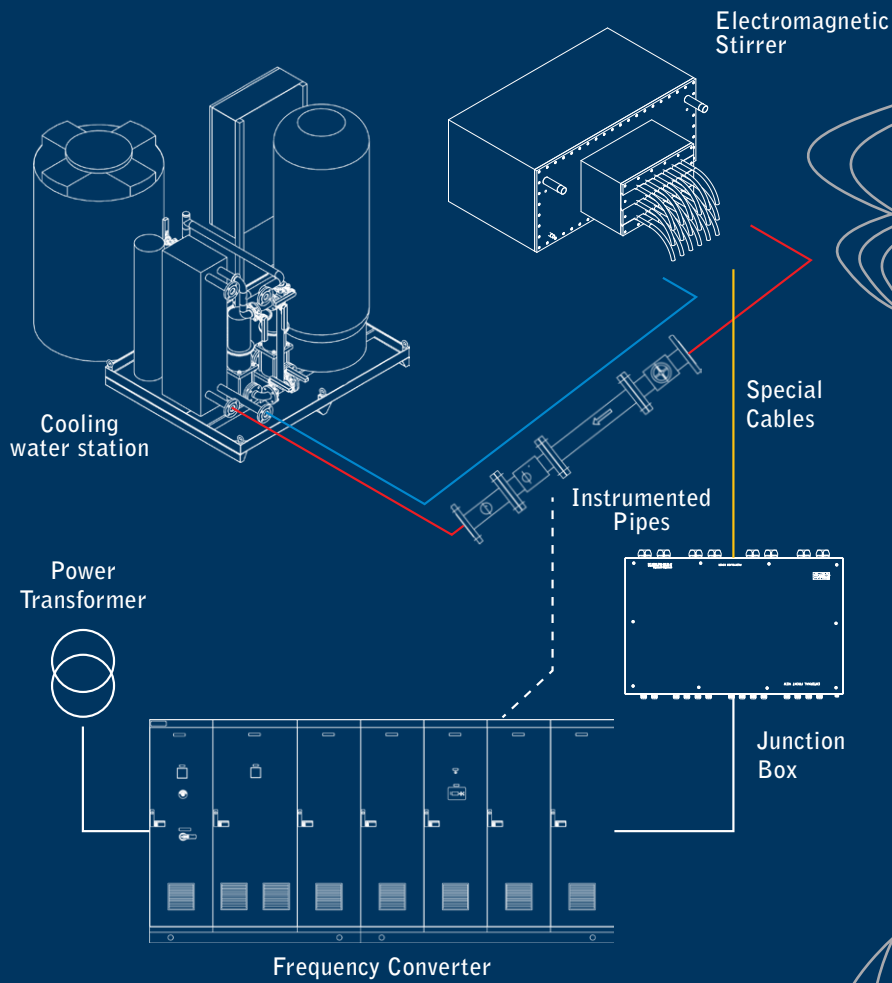 Electromagnetic
Stirrer
Cooling
water station
Special
Cables
Instrumented
Pipes
Power
Transformer
Junction
Box
Frequency Converter